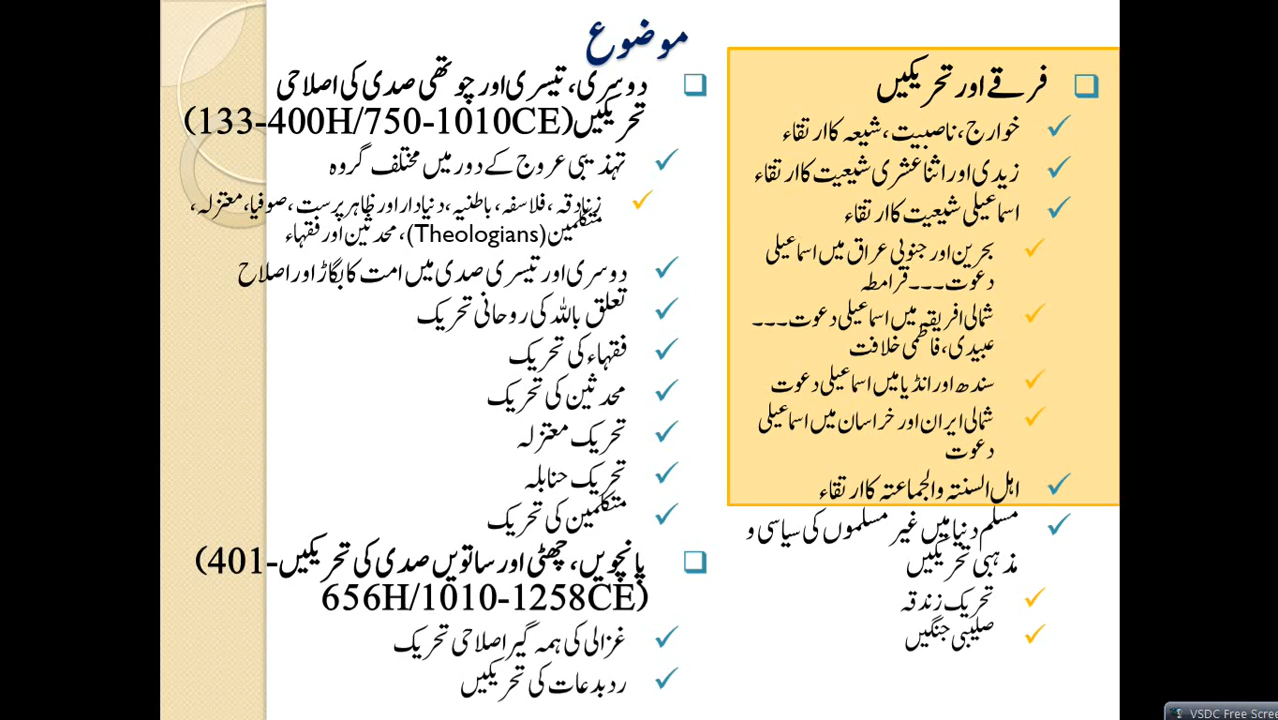 موضوع
فرقے اور تحریکیں
خوارج، ناصبیت، شیعہ کا ارتقاء
زیدی اور اثنا عشری شیعیت کا ارتقاء
اسماعیلی شیعیت کا ارتقاء
بحرین اور جنوبی عراق میں اسماعیلی
دعوت۔۔۔قرامطہ
شمالی افریقہ میں اسماعیلی دعوت۔۔۔
عبیدی، فاطمی خلافت
سندھ اور انڈیا میں اسماعیلی دعوت
شمالی ایران اور خراسان میں اسماعیلی
دعوت
اہل السنتہ والجماعتہ کا ارتقاء
مسلم دنیا میں غیر مسلموں کی سیاسی و
مذہبی تحریکیں
تحریک زندقہ
صلیبی جنگیں
دوسری، تیسری اور چوتھی صدی کی اصلاحی
تحریکیں (133-400H/750-1010CE)
تہذیبی عروج کے دور میں مختلف گروہ
زنادقہ، فلاسفہ، باطنیہ، دنیادار اور ظاہر پرست، صوفیا، معتزلہ،
متکلمین (Theologians)، محدثین اور فقہاء
دوسری اور تیسری صدی میں امت کا بگاڑ اور اصلاح
تعلق باللہ کی روحانی تحریک
فقہاء کی تحریک
محدثین کی تحریک
تحریک معتزلہ
تحریک حنابلہ
متکلمین کی تحریک
پانچویں، چھٹی اور ساتویں صدی کی تحریکیں (401-
656H/1010-1258CE)
غزالی کی ہمہ گیر اصلاحی تحریک
رد بدعات کی تحریکیں
VSDC Free Scree